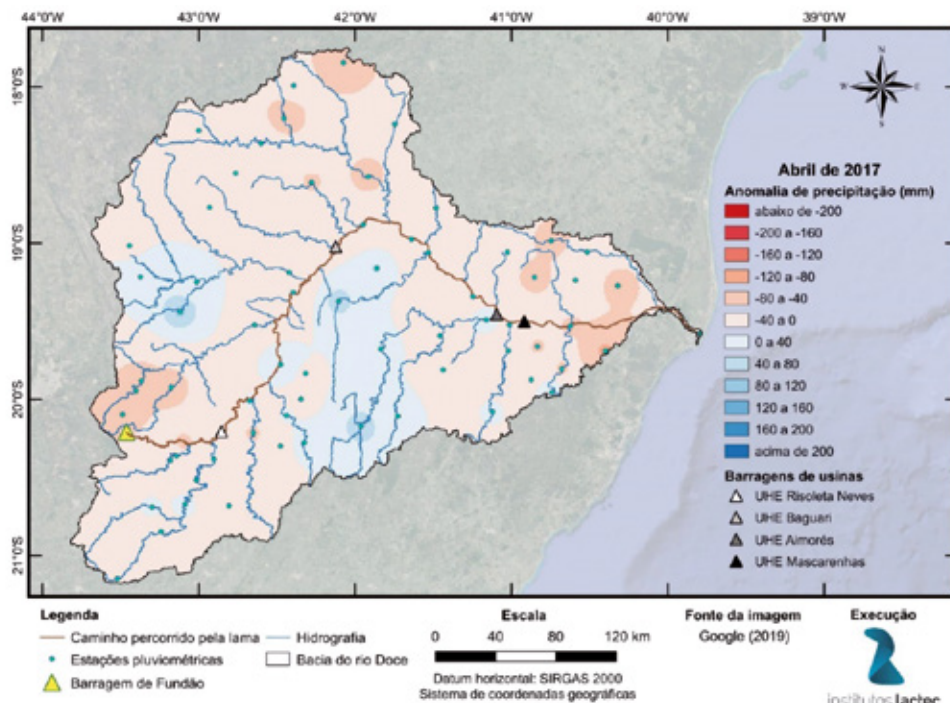 44°0'W 43°0'W 42°0'W 41°0'W 40°0'W 39°0'W
18°0'S
19°0'S
20°0'S
21°0'S
N
E
S
Abril de 2017
Anomalia de precipitação (mm)
abaixo de -200
-200 a -160
-160 a -120
-120 a -80
-80 a -40
-40 a 0
0 a 40
40 a 80
80 a 120
120 a 160
160 a 200
acima de 200
Barragens de usinas
UHE Risoleta Neves
UHE Baguari
UHE Aimorés
UHE Mascarenhas
Legenda
Caminho percorrido pela lama
Hidrografia
Estações pluviométricas
Bacia do rio Doce
Barragem de Fundão
Escala
0 40 80 120 km
Datum horizontal: SIRGAS 2000
Sistema de coordenadas geográficas
Fonte da imagem
Google (2019)
Execução
institutos lactec